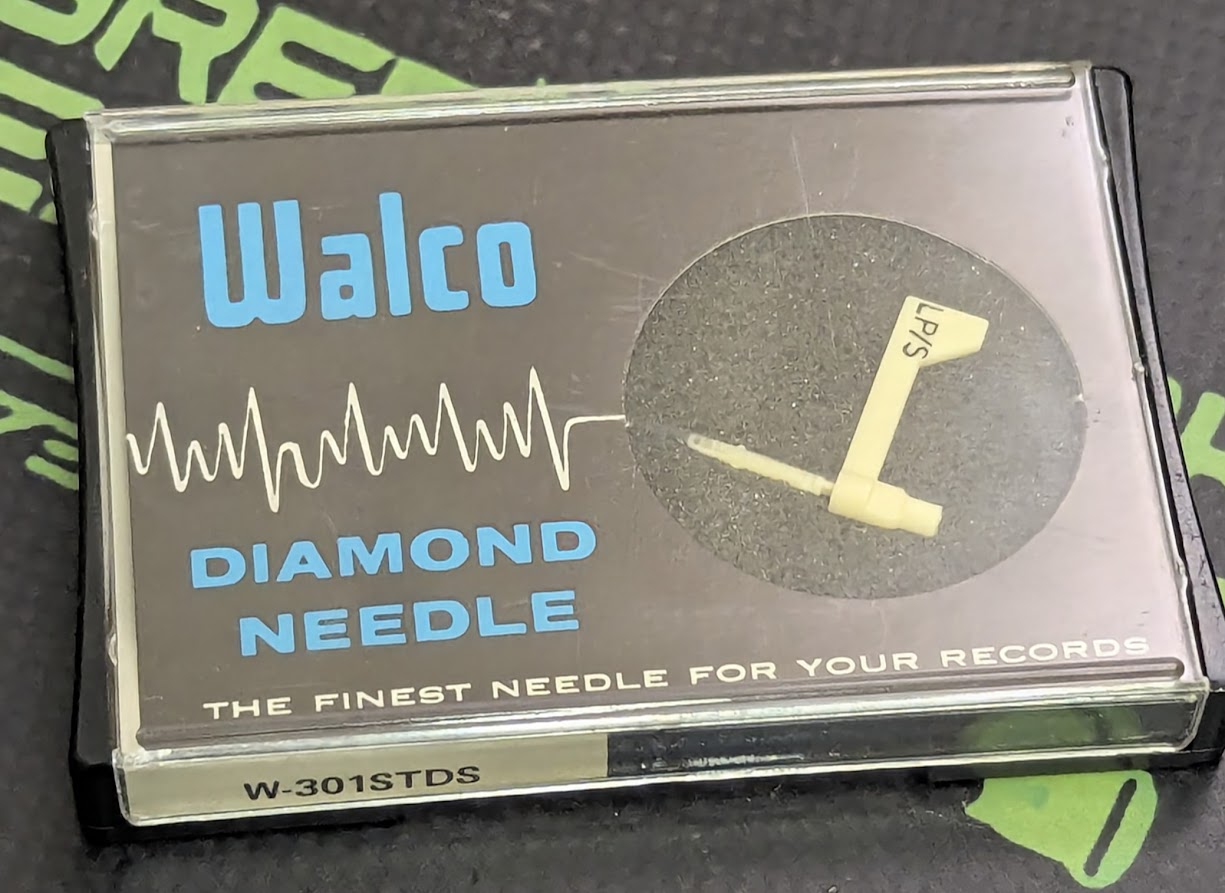 Walco
LP/S
DIAMOND
NEEDLE
THE FINEST NEEDLE FOR YOUR RECORDS
W-301STDS